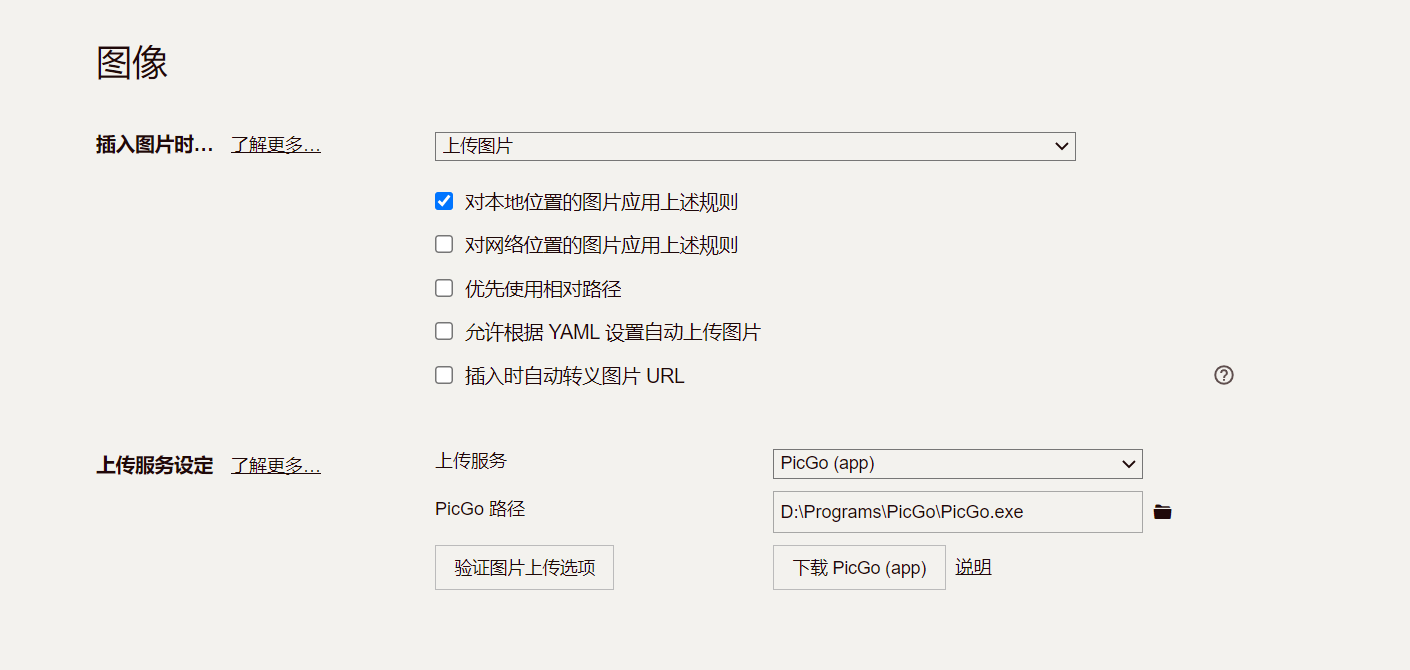 图像
插入图片时... 了解更多... 上传图片
对本地位置的图片应用上述规则
对网络位置的图片应用上述规则
优先使用相对路径
允许根据 YAML 设置自动上传图片
插入时自动转义图片 URL
上传服务设定 了解更多... 上传服务 PicGo (app)
PicGo 路径 D:\Programs\PicGo\PicGo.exe
验证图片上传选项 下载 PicGo (app) 说明